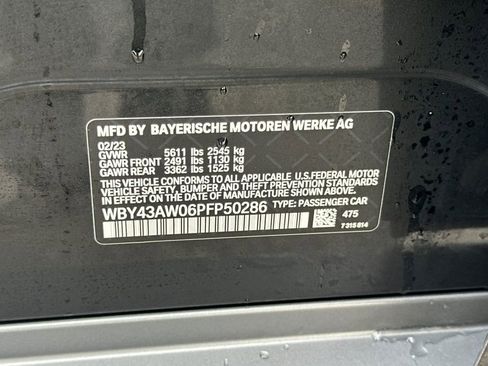 MFD BY BAYERISCHE MOTOREN WERKE AG
02/23
GVWR 5611 lbs 2545 kg
GAWR FRONT 2491 lbs 1130 kg
GAWR REAR 3362 lbs 1525 kg
THIS VEHICLE CONFORMS TO ALL APPLICABLE U.S.FEDERAL MOTOR
VEHICLE SAFETY, BUMPER, AND THEFT PREVENTION STANDARDS
IN EFFECT ON THE DATE OF MANUFACTURE SHOWN ABOVE.
WBY43AW06PFP50286 TYPE: PASSENGER CAR
475
7 315 614